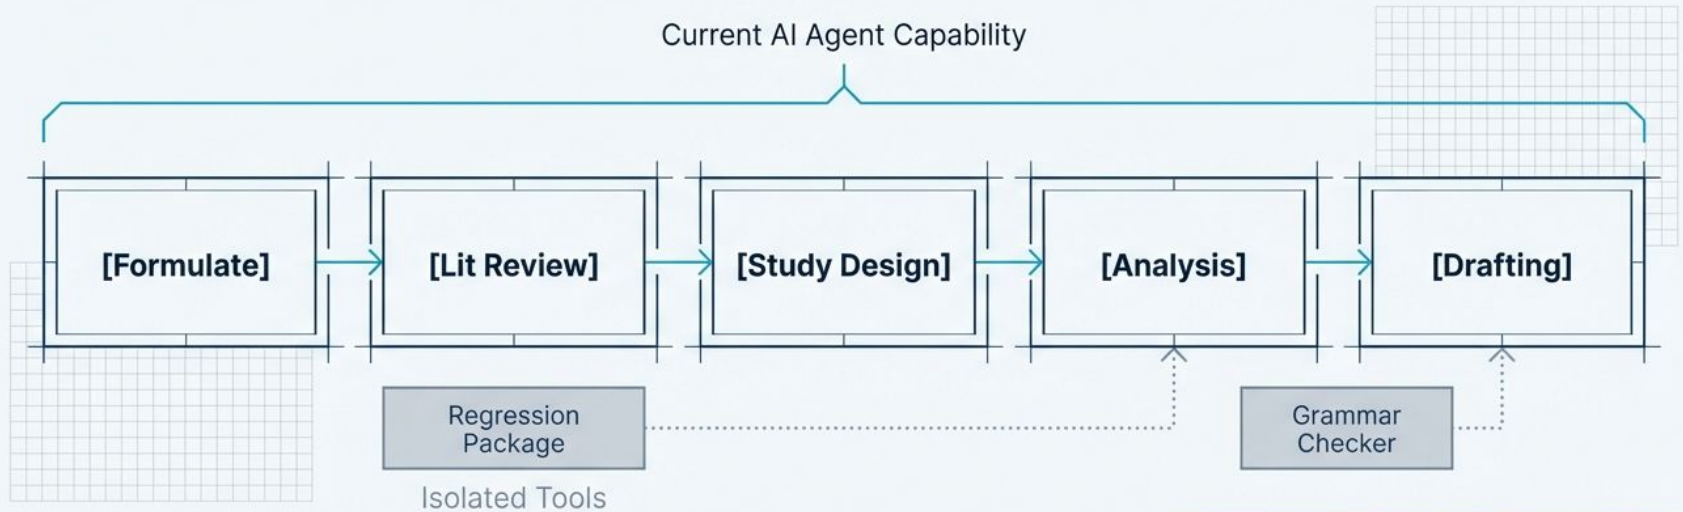 Current AI Agent Capability
[Formulate]
[Lit Review]
[Study Design]
[Analysis]
[Drafting]
Regression
Package
Grammar
Checker
Isolated Tools